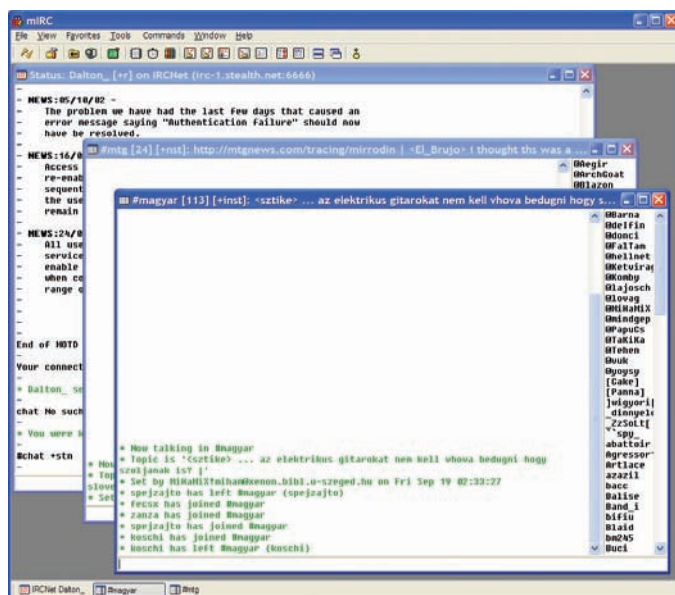 mIRC
File View Favorites Tools Commands Window Help
Status: Dalton_ [+r] on IRCNet (irc-1.stealth.net:6666)
-
- NEWS:05/10/02 -
- The problem we have had the last few days that caused an
- error message saying "Authentication Failure" should now
- have be resolved.
-
- NEWS:16/0
- Access
- re-enab
- sequent
- the use
- remain
-
- NEWS:24/0
- All use
- service
- enable
- when co
- range o
-
-
-
End of MOTD
-
Your connect
-
* Dalton_ se
-
chat No such
-
* You were k
-
#chat +stn
#mtg [24] [+nst]: http://mtgnews.com/tracing/mirrodin | <El_Brujo> I thought ths was a ...
@Aegir
@ArchGoat
@Blazon
* Now
* Top
slove
* Set
#magyar [113] [+inst]: <sztike> ... az elektrikus gitarokat nem kell vhova bedugni hogy s...
* Now talking in #magyar
* Topic is '<sztike> ... az elektrikus gitarokat nem kell vhova bedugni hogy
szoljanak is? ]'
* Set by on Fri Sep 19 02:33:27
* spejzajto has left #magyar (spejzajto)
* fecsx has joined #magyar
* zanza has joined #magyar
* spejzajto has joined #magyar
* koschi has joined #magyar
* koschi has left #magyar (koschi)
@Barna
@delfin
@donci
@FalTam
@hellnet
@Ketvirag
@Komby
@lajosch
@lovag
@MiHaMiX
@mindgep
@PapuCs
@TaKiKa
@Tehen
@vuk
@yoysy
[Cake]
[Panna]
]wigyori[
_dinnyele
_ZzSoLt[
`spy_
abattoir
Agressor
Art1ace
azazil
bacc
Balise
Band_i
bifiu
Blaid
bm245
Buci
IRCNet Dalton_
#magyar
#mtg